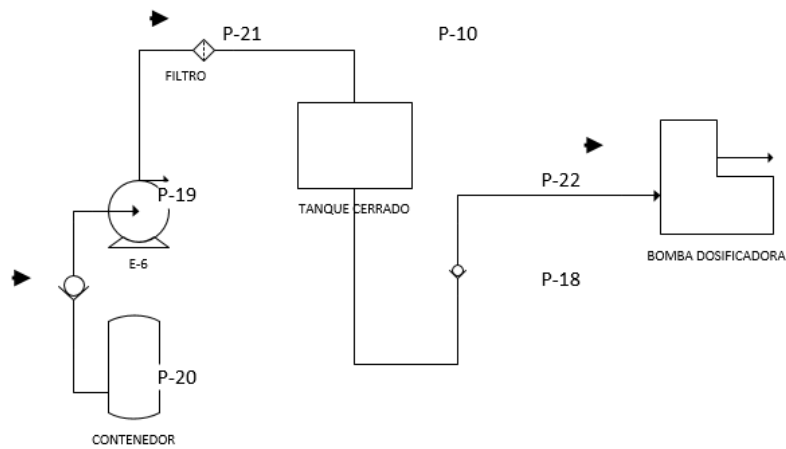 P-21
P-10
FILTRO
P-19
E-6
TANQUE CERRADO
P-22
BOMBA DOSIFICADORA
P-18
P-20
CONTENEDOR